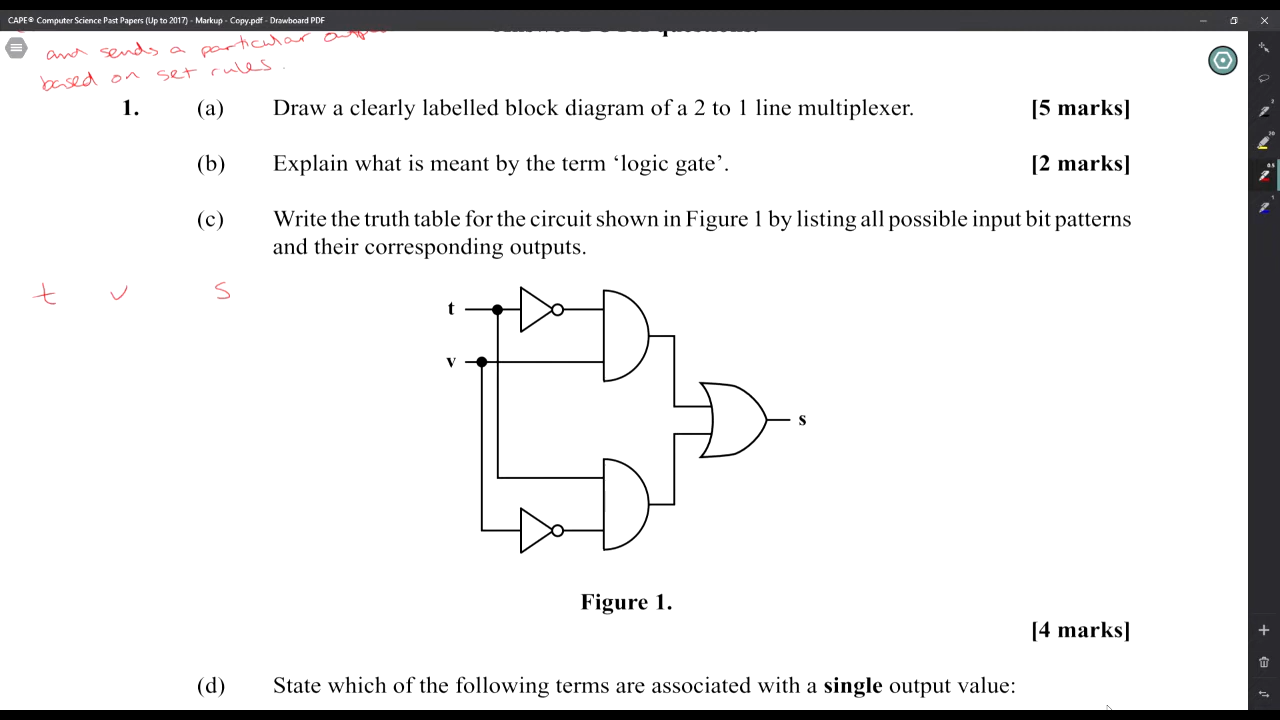 CAPE® Computer Science Past Papers (Up to 2017) - Markup - Copy.pdf - Drawboard PDF
and sends a particular output
based on set rules.
1. (a) Draw a clearly labelled block diagram of a 2 to 1 line multiplexer. [5 marks]
(b) Explain what is meant by the term ‘logic gate’. [2 marks]
(c) Write the truth table for the circuit shown in Figure 1 by listing all possible input bit patterns
and their corresponding outputs.
t v s
t
v
s
Figure 1.
[4 marks]
(d) State which of the following terms are associated with a single output value: